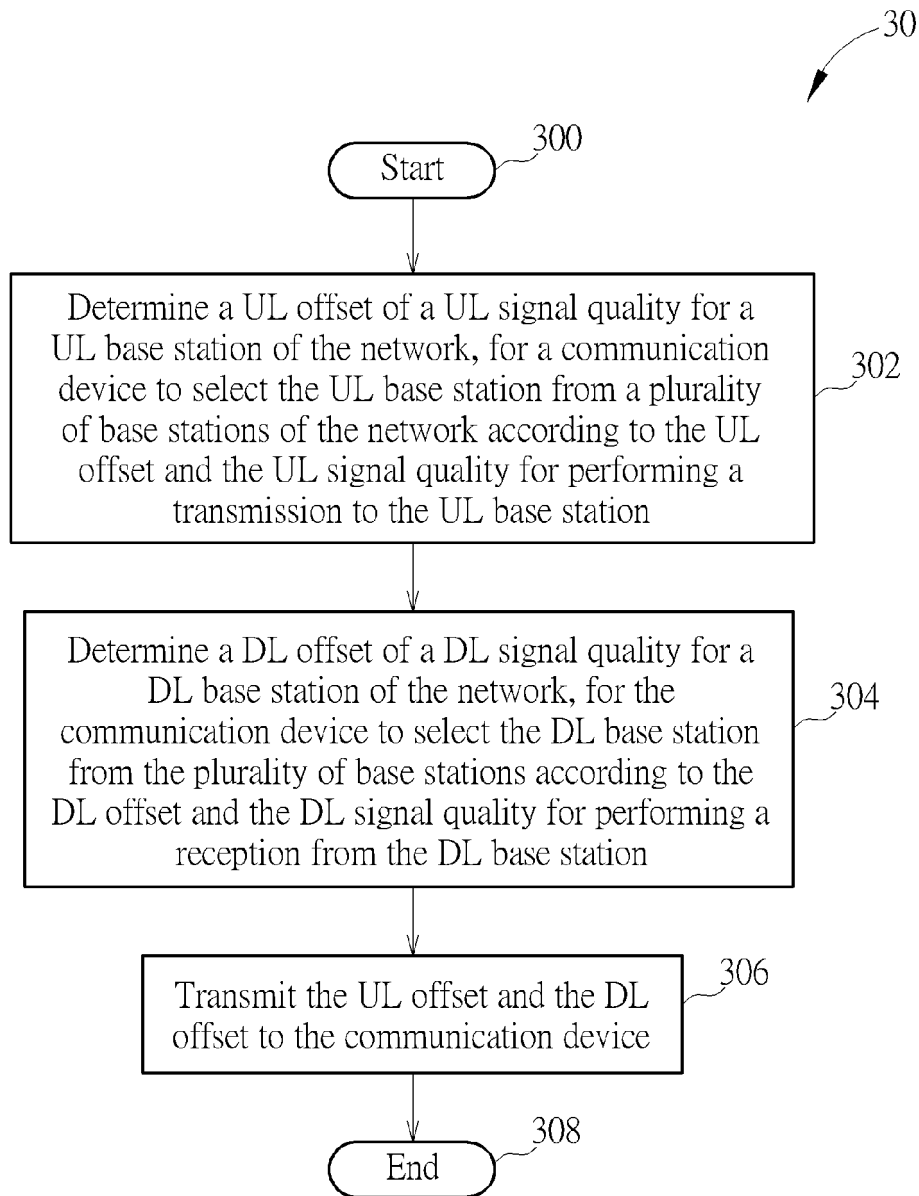 30
Start
300
Determine a UL offset of a UL signal quality for a
UL base station of the network, for a communication
device to select the UL base station from a plurality
of base stations of the network according to the UL
offset and the UL signal quality for performing a
transmission to the UL base station
302
Determine a DL offset of a DL signal quality for a
DL base station of the network, for the
communication device to select the DL base station
from the plurality of base stations according to the
DL offset and the DL signal quality for performing a
reception from the DL base station
304
Transmit the UL offset and the DL
offset to the communication device
306
End
308